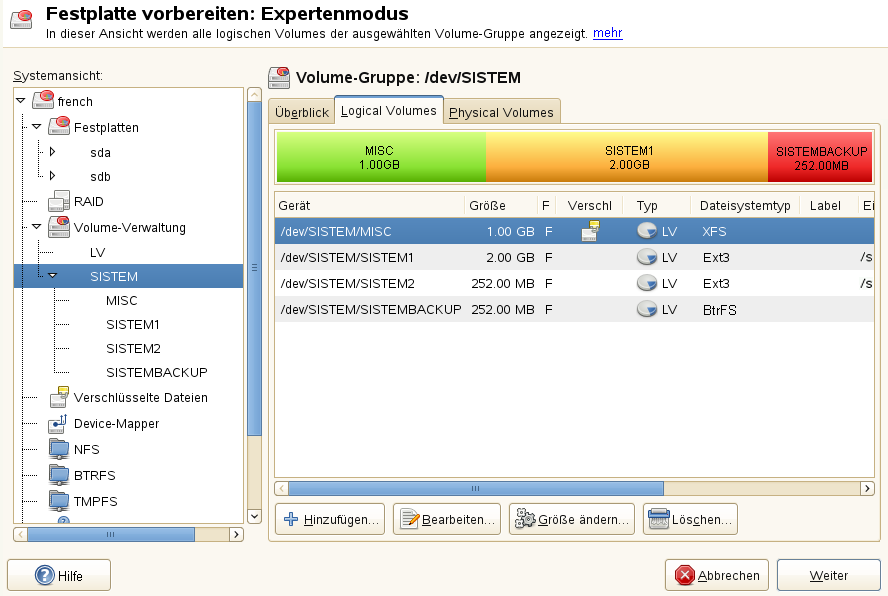 Festplatte vorbereiten: Expertenmodus
In dieser Ansicht werden alle logischen Volumes der ausgewählten Volume-Gruppe angezeigt. mehr
Systemansicht:
french
Festplatten
sda
sdb
RAID
Volume-Verwaltung
LV
SISTEM
MISC
SISTEM1
SISTEM2
SISTEMBACKUP
Verschlüsselte Dateien
Device-Mapper
NFS
BTRFS
TMPFS
Volume-Gruppe: /dev/SISTEM
Überblick Logical Volumes Physical Volumes
MISC SISTEM1 SISTEMBACKUP
1.00GB 2.00GB 252.00MB
Gerät Größe F Verschl Typ Dateisystemtyp Label Ei
/dev/SISTEM/MISC 1.00 GB F LV XFS
/dev/SISTEM/SISTEM1 2.00 GB F LV Ext3 /s
/dev/SISTEM/SISTEM2 252.00 MB F LV Ext3 /s
/dev/SISTEM/SISTEMBACKUP 252.00 MB F LV BtrFS
Hinzufügen... Bearbeiten... Größe ändern... Löschen...
Hilfe Abbrechen Weiter